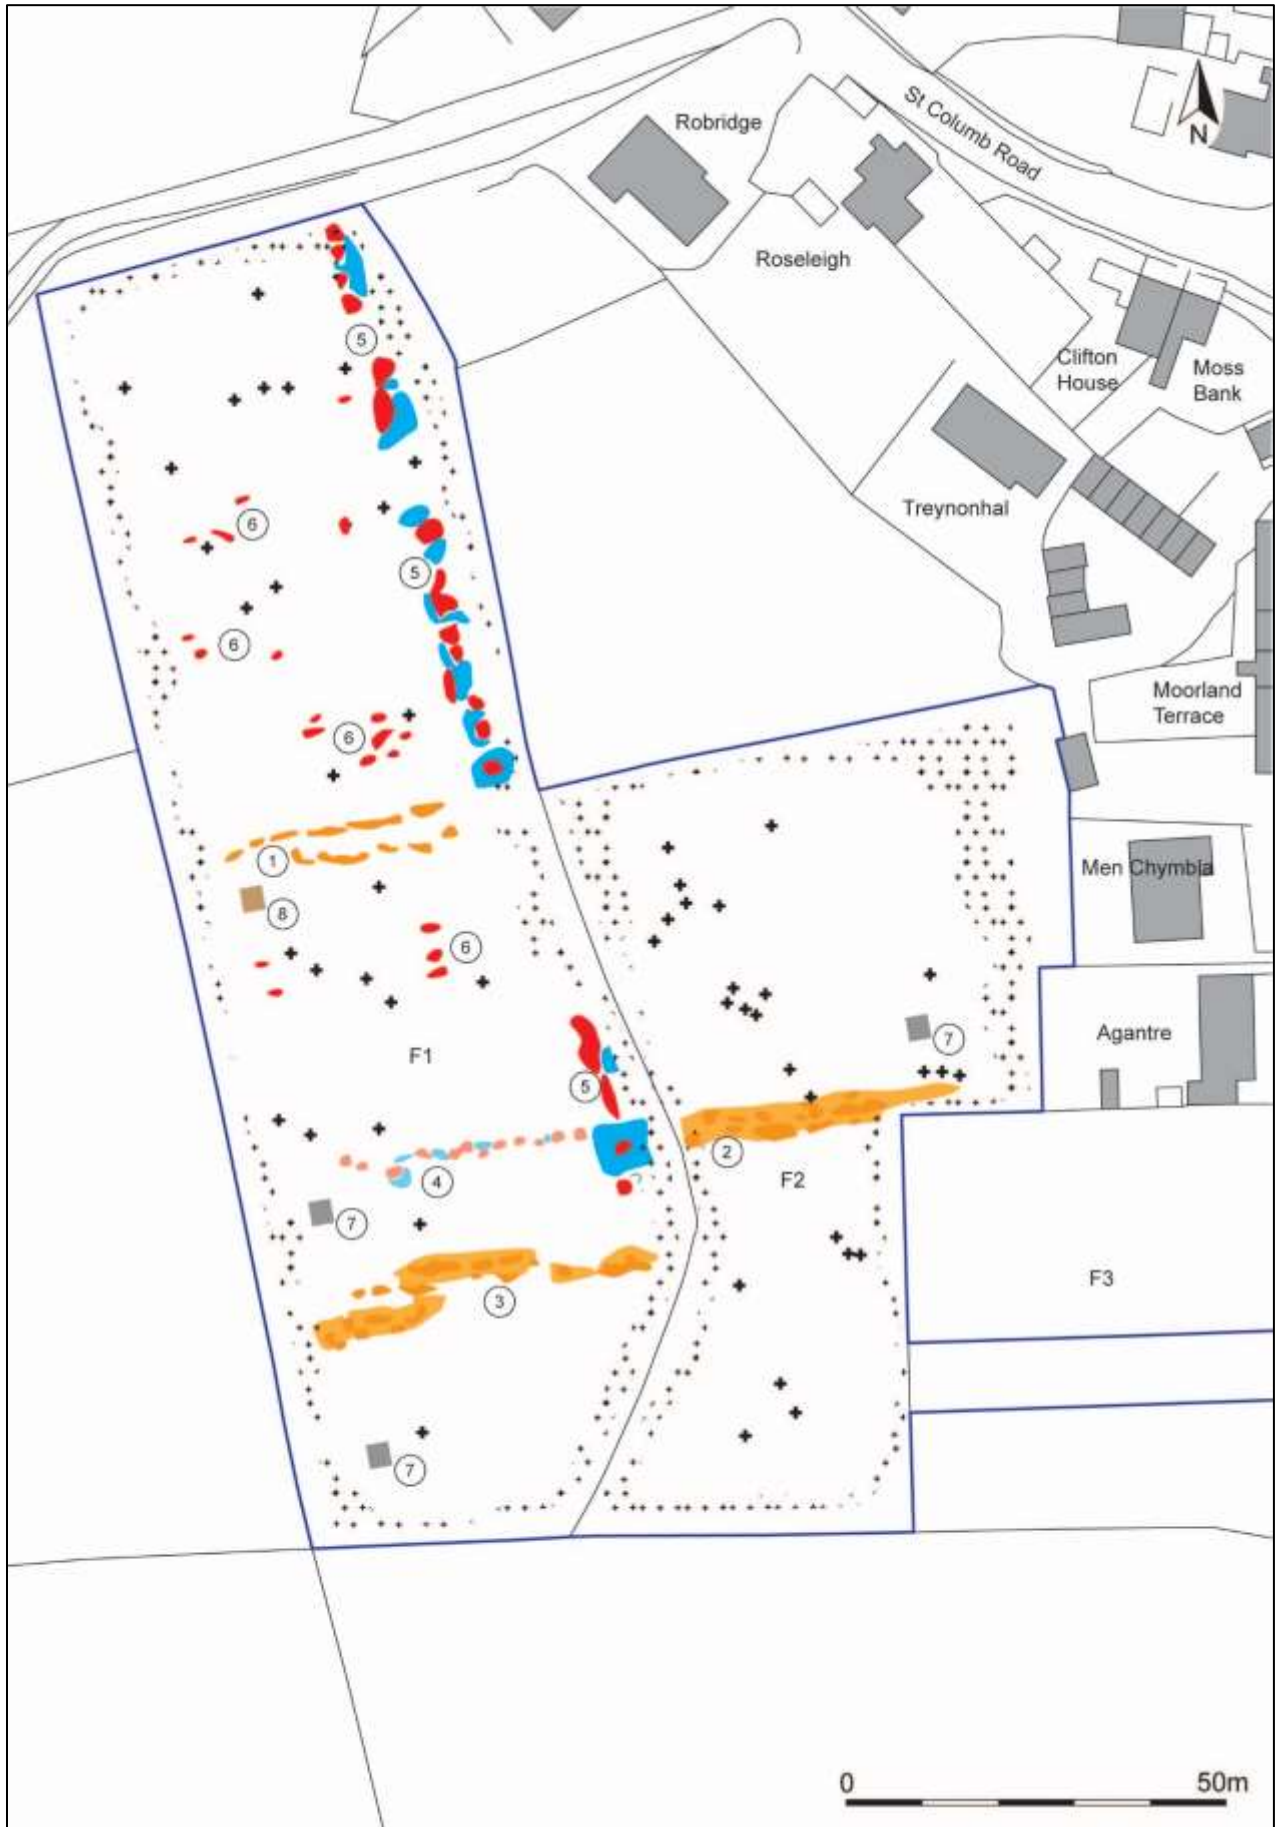 St Columb Road
Robridge
N
Roseleigh
5
Clifton
House
Moss
Bank
Treynonhal
6
5
6
Moorland
Terrace
6
1
Men Chymbla
8
6
F1
7
Agantre
5
2
4
F2
7
F3
3
7
0
50m